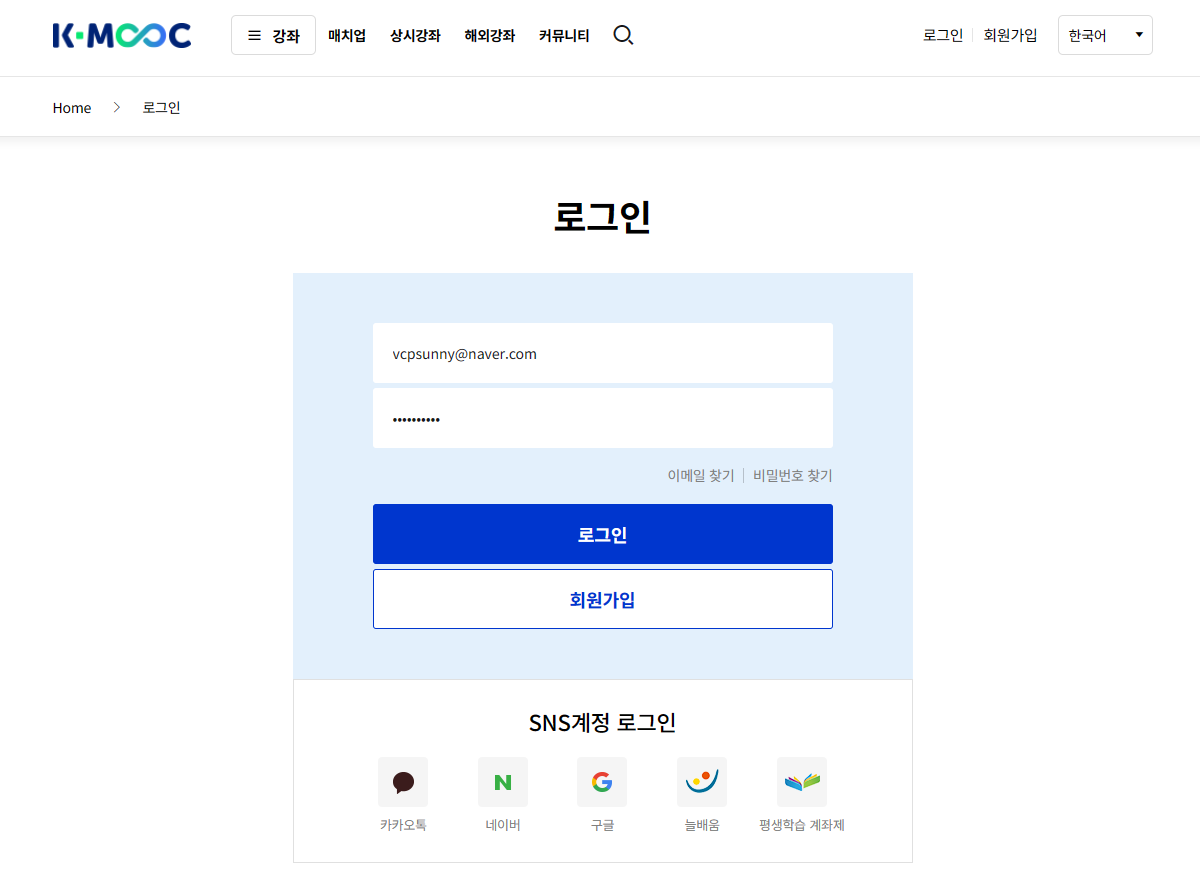 K-MOOC
강좌 매치업 상시강좌 해외강좌 커뮤니티
로그인 회원가입 한국어
Home 로그인
로그인
vcpsunny@naver.com
••••••••••
이메일 찾기 비밀번호 찾기
로그인
회원가입
SNS계정 로그인
카카오톡 네이버 구글 늘배움 평생학습 계좌제